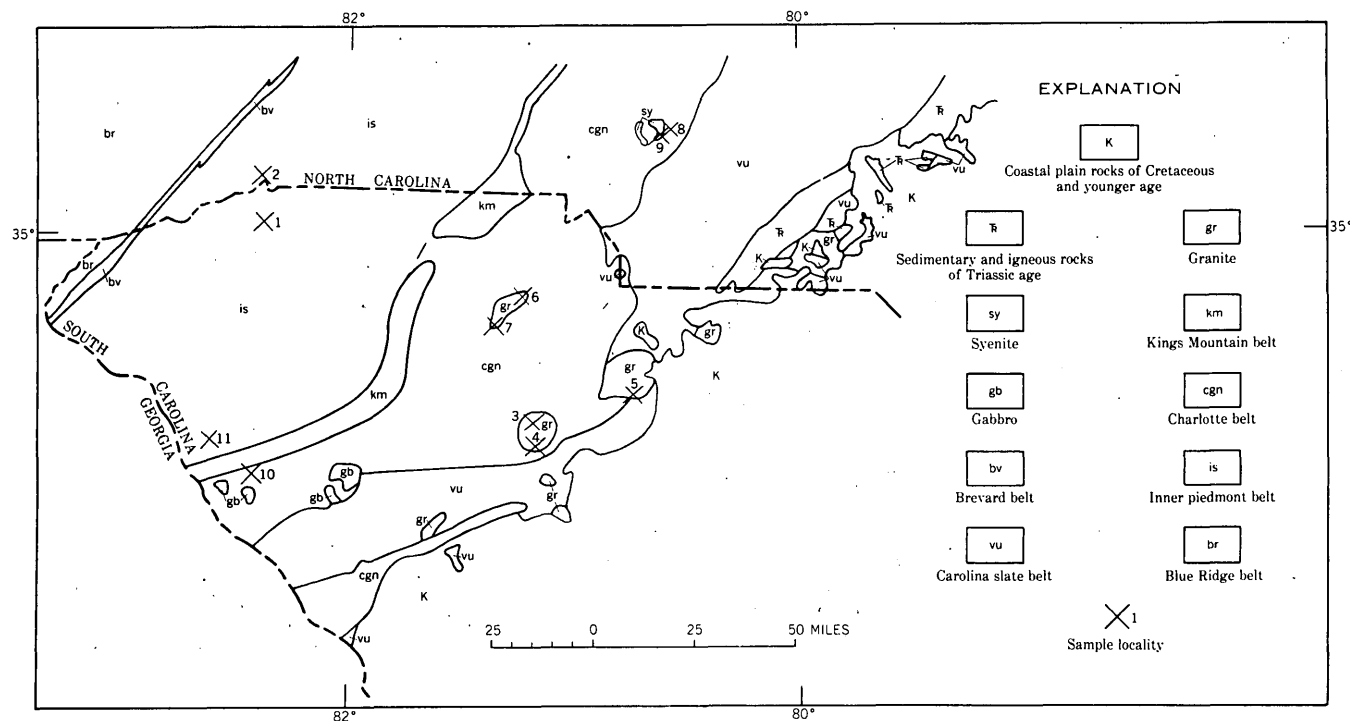 82°
80°
EXPLANATION
K
Coastal plain rocks of Cretaceous
and younger age
ƦR
Sedimentary and igneous rocks
of Triassic age
gr
Granite
sy
Syenite
km
Kings Mountain belt
gb
Gabbro
cgn
Charlotte belt
bv
Brevard belt
is
Inner piedmont belt
vu
Carolina slate belt
br
Blue Ridge belt
1
Sample locality
br
bv
is
cgn
sy
8
9
vu
2
NORTH CAROLINA
km
1
35°
35°
vu
K
gr
vu
K
vu
vu
K
br
bv
vu
is
gr
6
7
K
gr
SOUTH
CAROLINA
GEORGIA
cgn
gr
K
km
5
3
gr
4
11
10
gb
gb
gb
vu
gr
gr
vu
cgn
K
vu
25 0 25 50 MILES
82°
80°